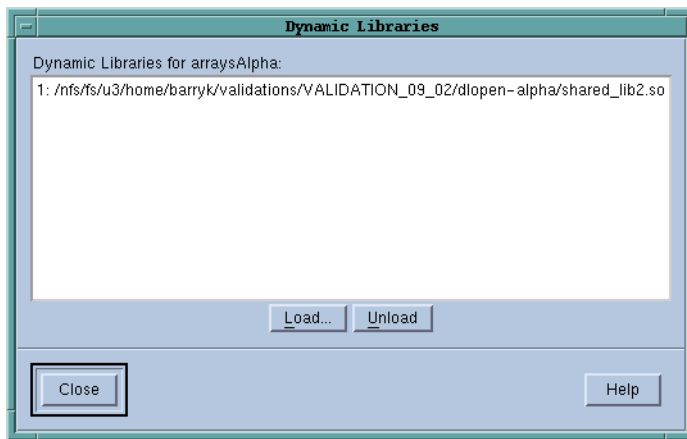 Dynamic Libraries
Dynamic Libraries for arraysAlpha:
1: /nfs/fs/u3/home/barryk/validations/VALIDATION_09_02/dlopen-alpha/shared_lib2.so
Load... Unload
Close Help